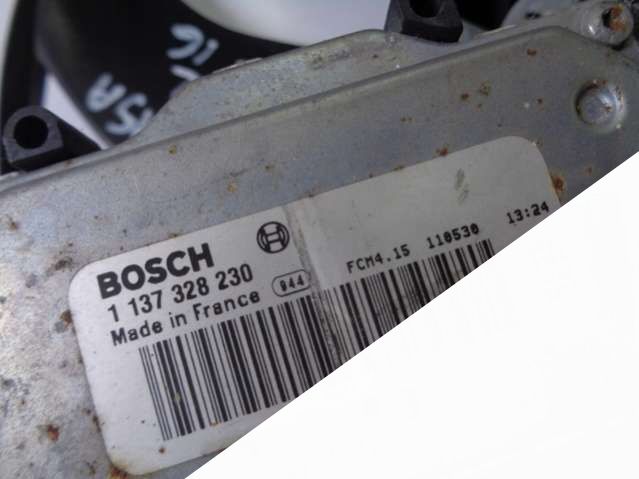 BOSCH
1 137 328 230
Made in France 944
FCM4.15 110530 13:24